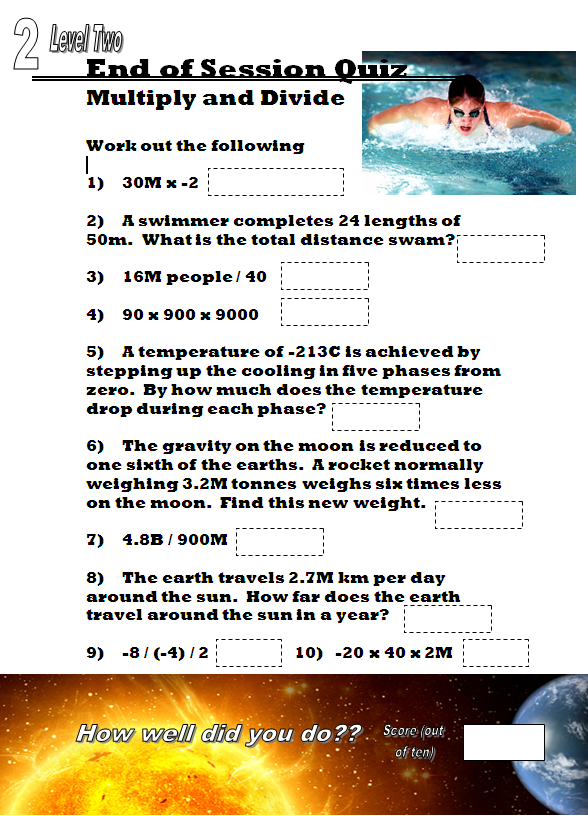 2 Level Two
End of Session Quiz
Multiply and Divide
Work out the following
1) 30M x -2
2) A swimmer completes 24 lengths of
50m. What is the total distance swam?
3) 16M people / 40
4) 90 x 900 x 9000
5) A temperature of -213C is achieved by
stepping up the cooling in five phases from
zero. By how much does the temperature
drop during each phase?
6) The gravity on the moon is reduced to
one sixth of the earths. A rocket normally
weighing 3.2M tonnes weighs six times less
on the moon. Find this new weight.
7) 4.8B / 900M
8) The earth travels 2.7M km per day
around the sun. How far does the earth
travel around the sun in a year?
9) -8 / (-4) / 2 10) -20 x 40 x 2M
How well did you do?? Score (out
of ten)